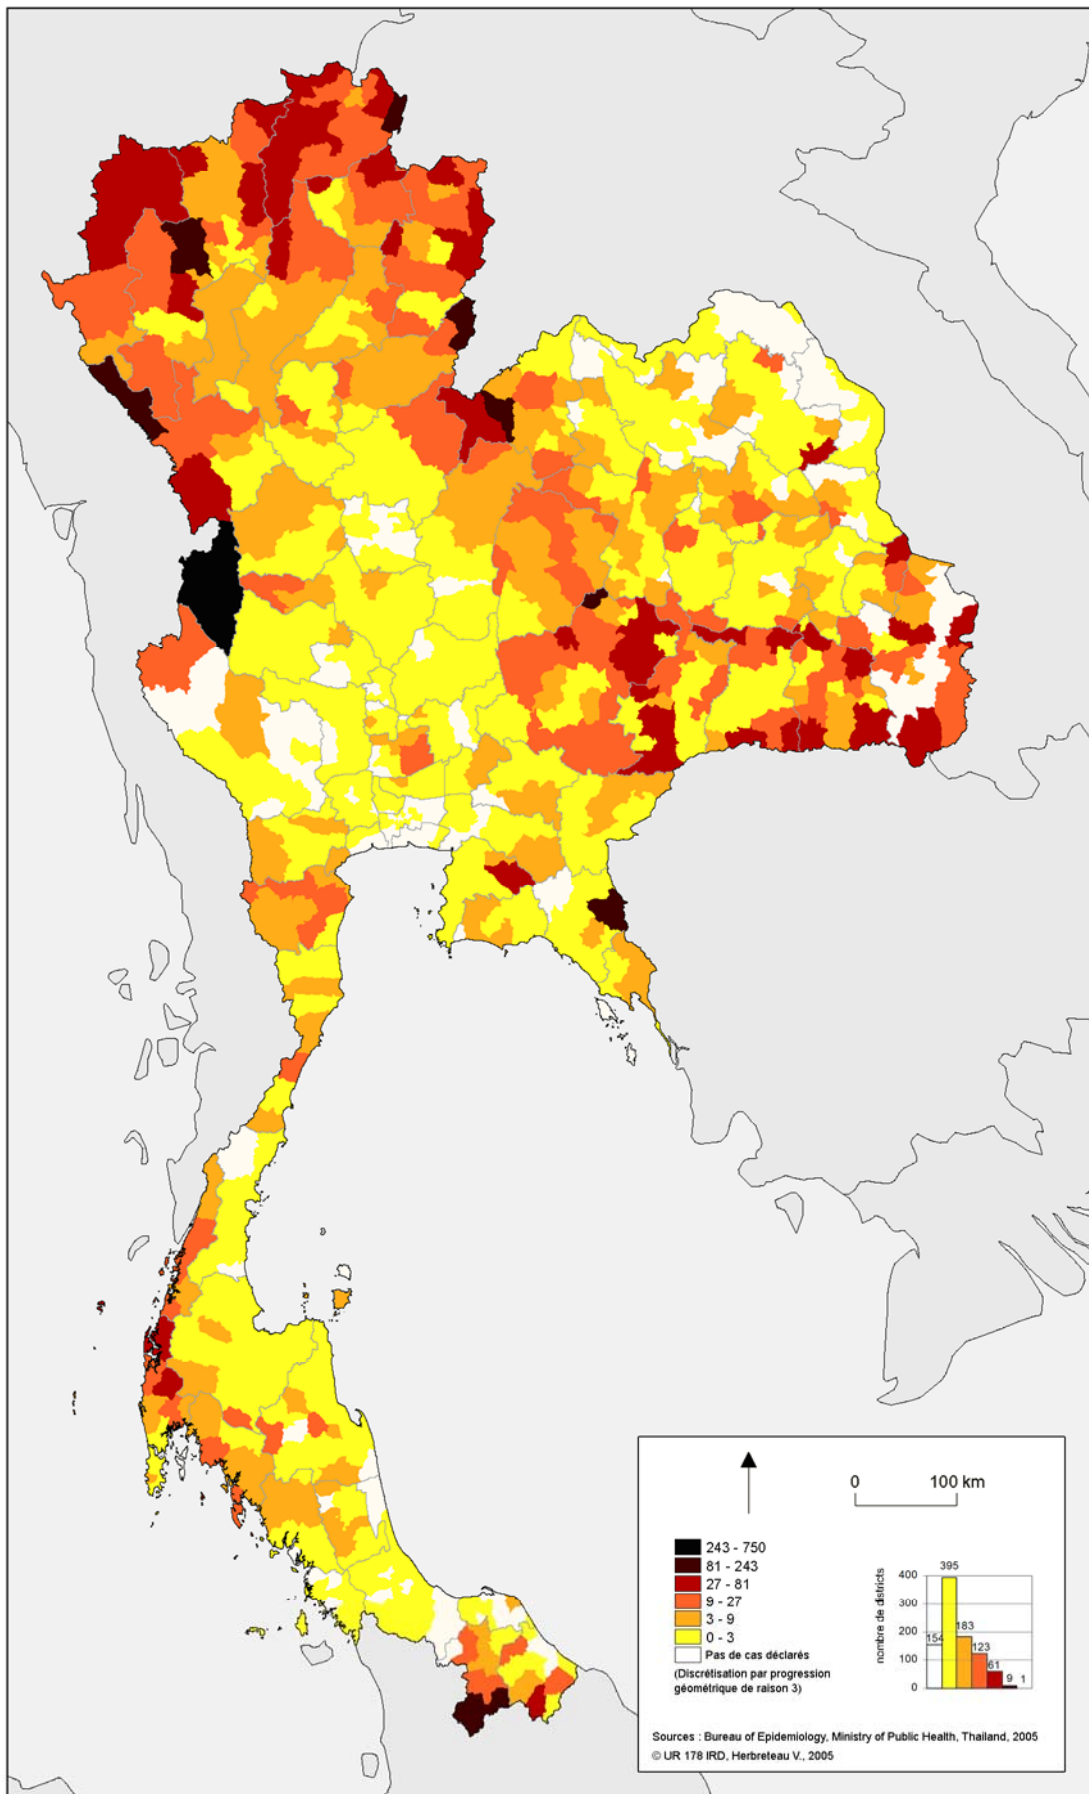 0 100 km
243 - 750
81 - 243
27 - 81
9 - 27
3 - 9
0 - 3
Pas de cas déclarés
(Discrétisation par progression
géométrique de raison 3)
nombre de districts
400
300
200
100
0
154
395
183
123
61
9
1
Sources : Bureau of Epidemiology, Ministry of Public Health, Thailand, 2005
© UR 178 IRD, Herbreteau V., 2005